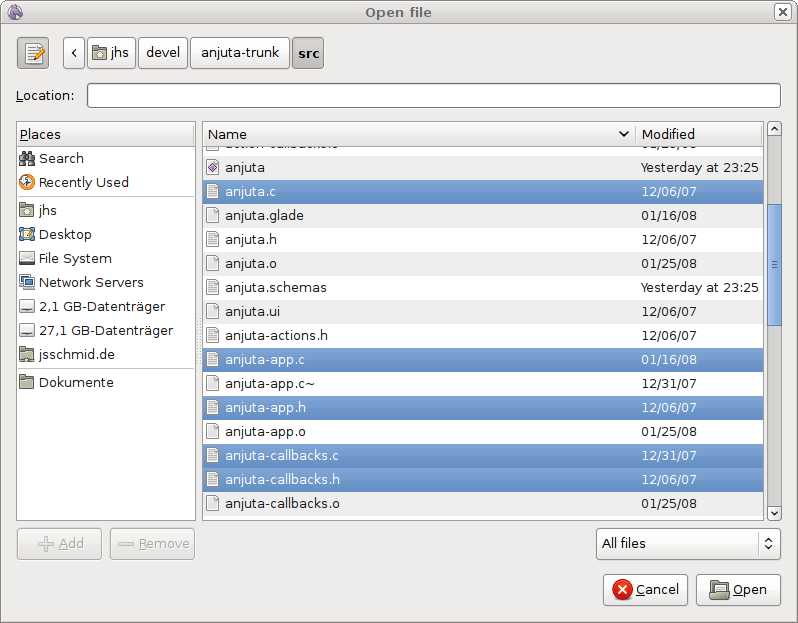 Open file
jhs devel anjuta-trunk src
Location:
Places
Search
Recently Used
jhs
Desktop
File System
Network Servers
2,1 GB-Datenträger
27,1 GB-Datenträger
jsschmid.de
Dokumente
Name Modified
anjuta Yesterday at 23:25
anjuta.c 12/06/07
anjuta.glade 01/16/08
anjuta.h 12/06/07
anjuta.o 01/25/08
anjuta.schemas Yesterday at 23:25
anjuta.ui 12/06/07
anjuta-actions.h 12/06/07
anjuta-app.c 01/16/08
anjuta-app.c~ 12/31/07
anjuta-app.h 12/06/07
anjuta-app.o 01/25/08
anjuta-callbacks.c 12/31/07
anjuta-callbacks.h 12/06/07
anjuta-callbacks.o 01/25/08
Add Remove
All files
Cancel Open